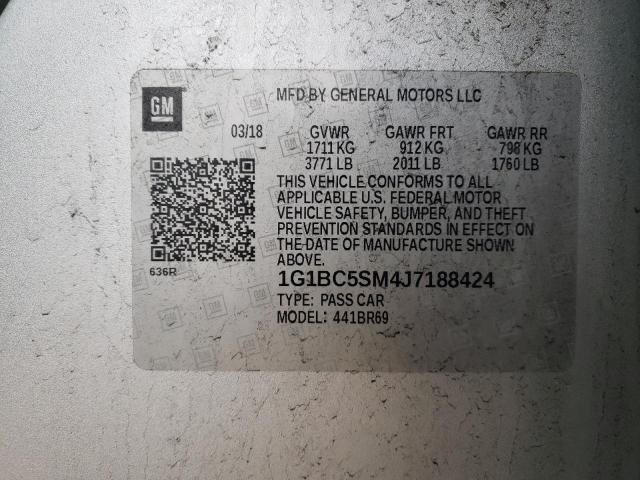 GM
MFD BY GENERAL MOTORS LLC
03/18 GVWR GAWR FRT GAWR RR
1711 KG 912 KG 798 KG
3771 LB 2011 LB 1760 LB
THIS VEHICLE CONFORMS TO ALL
APPLICABLE U.S. FEDERAL MOTOR
VEHICLE SAFETY, BUMPER, AND THEFT
PREVENTION STANDARDS IN EFFECT ON
THE DATE OF MANUFACTURE SHOWN
ABOVE.
636R
1G1BC5SM4J7188424
TYPE: PASS CAR
MODEL: 441BR69